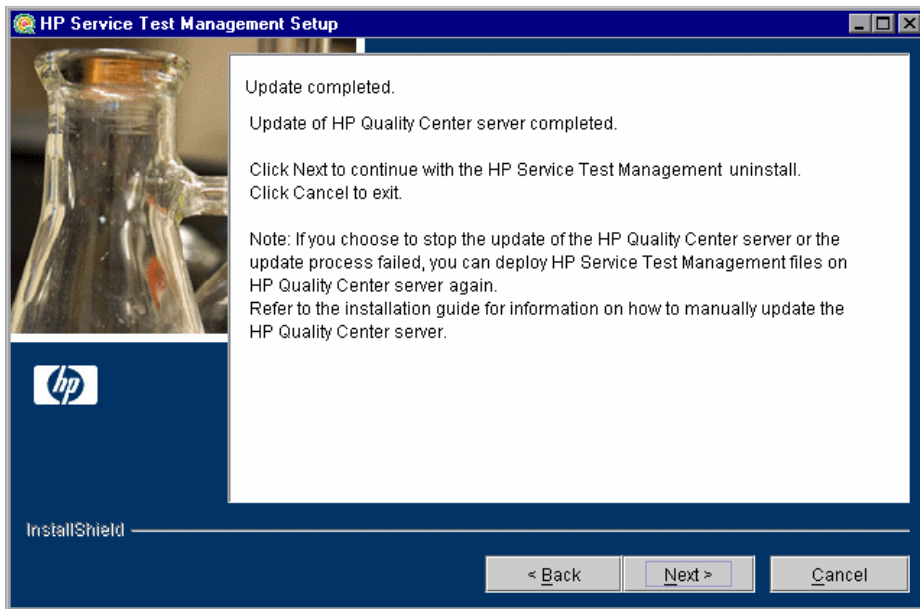 HP Service Test Management Setup
Update completed.
Update of HP Quality Center server completed.
Click Next to continue with the HP Service Test Management uninstall.
Click Cancel to exit.
Note: If you choose to stop the update of the HP Quality Center server or the
update process failed, you can deploy HP Service Test Management files on
HP Quality Center server again.
Refer to the installation guide for information on how to manually update the
HP Quality Center server.
hp
InstallShield
< Back
Next >
Cancel